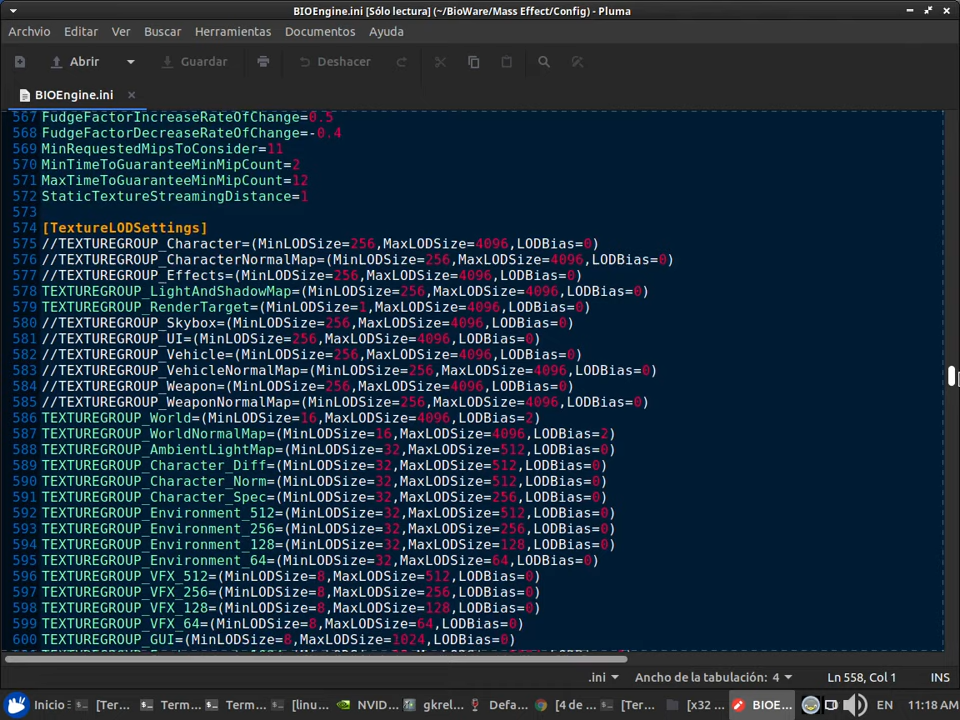 BIOEngine.ini [Sólo lectura] (~/BioWare/Mass Effect/Config) - Pluma
Archvio Editar Ver Buscar Herramientas Documentos Ayuda
Abrir Guardar Deshacer
BIOEngine.ini
567 FudgeFactorIncreaseRateOfChange=0.5
568 FudgeFactorDecreaseRateOfChange=-0.4
569 MinRequestedMipsToConsider=11
570 MinTimeToGuaranteeMinMipCount=2
571 MaxTimeToGuaranteeMinMipCount=12
572 StaticTextureStreamingDistance=1
573
574 [TextureLODSettings]
575 //TEXTUREGROUP_Character=(MinLODSize=256,MaxLODSize=4096,LODBias=0)
576 //TEXTUREGROUP_CharacterNormalMap=(MinLODSize=256,MaxLODSize=4096,LODBias=0)
577 //TEXTUREGROUP_Effects=(MinLODSize=256,MaxLODSize=4096,LODBias=0)
578 TEXTUREGROUP_LightAndShadowMap=(MinLODSize=256,MaxLODSize=4096,LODBias=0)
579 TEXTUREGROUP_RenderTarget=(MinLODSize=1,MaxLODSize=4096,LODBias=0)
580 //TEXTUREGROUP_Skybox=(MinLODSize=256,MaxLODSize=4096,LODBias=0)
581 //TEXTUREGROUP_UI=(MinLODSize=256,MaxLODSize=4096,LODBias=0)
582 //TEXTUREGROUP_Vehicle=(MinLODSize=256,MaxLODSize=4096,LODBias=0)
583 //TEXTUREGROUP_VehicleNormalMap=(MinLODSize=256,MaxLODSize=4096,LODBias=0)
584 //TEXTUREGROUP_Weapon=(MinLODSize=256,MaxLODSize=4096,LODBias=0)
585 //TEXTUREGROUP_WeaponNormalMap=(MinLODSize=256,MaxLODSize=4096,LODBias=0)
586 TEXTUREGROUP_World=(MinLODSize=16,MaxLODSize=4096,LODBias=2)
587 TEXTUREGROUP_WorldNormalMap=(MinLODSize=16,MaxLODSize=4096,LODBias=2)
588 TEXTUREGROUP_AmbientLightMap=(MinLODSize=32,MaxLODSize=512,LODBias=0)
589 TEXTUREGROUP_Character_Diff=(MinLODSize=32,MaxLODSize=512,LODBias=0)
590 TEXTUREGROUP_Character_Norm=(MinLODSize=32,MaxLODSize=512,LODBias=0)
591 TEXTUREGROUP_Character_Spec=(MinLODSize=32,MaxLODSize=256,LODBias=0)
592 TEXTUREGROUP_Environment_512=(MinLODSize=32,MaxLODSize=512,LODBias=0)
593 TEXTUREGROUP_Environment_256=(MinLODSize=32,MaxLODSize=256,LODBias=0)
594 TEXTUREGROUP_Environment_128=(MinLODSize=32,MaxLODSize=128,LODBias=0)
595 TEXTUREGROUP_Environment_64=(MinLODSize=32,MaxLODSize=64,LODBias=0)
596 TEXTUREGROUP_VFX_512=(MinLODSize=8,MaxLODSize=512,LODBias=0)
597 TEXTUREGROUP_VFX_256=(MinLODSize=8,MaxLODSize=256,LODBias=0)
598 TEXTUREGROUP_VFX_128=(MinLODSize=8,MaxLODSize=128,LODBias=0)
599 TEXTUREGROUP_VFX_64=(MinLODSize=8,MaxLODSize=64,LODBias=0)
600 TEXTUREGROUP_GUI=(MinLODSize=8,MaxLODSize=1024,LODBias=0)
.ini Ancho de la tabulación: 4 Ln 558, Col 1 INS
Inicio [Ter... Term... Term... [linu... NVID... gkrel... Defa... [4 de ... [Ter... [x32 ... BIOE... EN 11:18 AM